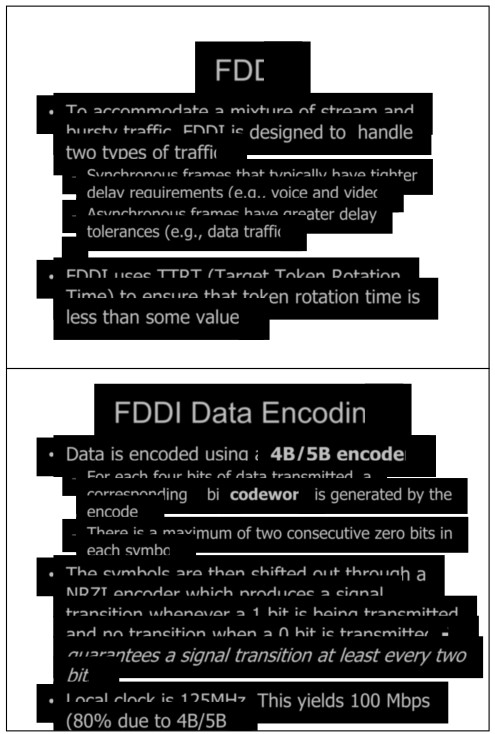 FDD
• To accommodate a mixture of stream and
bursty traffic, FDDI is designed to handle
two types of traffic
- Synchronous frames that typically have tighter
delay requirements (e.g., voice and video
- Asynchronous frames have greater delay
tolerances (e.g., data traffic
• FDDI uses TTRT (Target Token Rotation
Time) to ensure that token rotation time is
less than some value
FDDI Data Encodin
• Data is encoded using a 4B/5B encoder
- For each four bits of data transmitted, a
corresponding bi codewor is generated by the
encode
- There is a maximum of two consecutive zero bits in
each symbo
• The symbols are then shifted out through a
NRZI encoder which produces a signal
transition whenever a 1 bit is being transmitted
and no transition when a 0 bit is transmitted
guarantees a signal transition at least every two
bit
• Local clock is 125MHz. This yields 100 Mbps
(80% due to 4B/5B